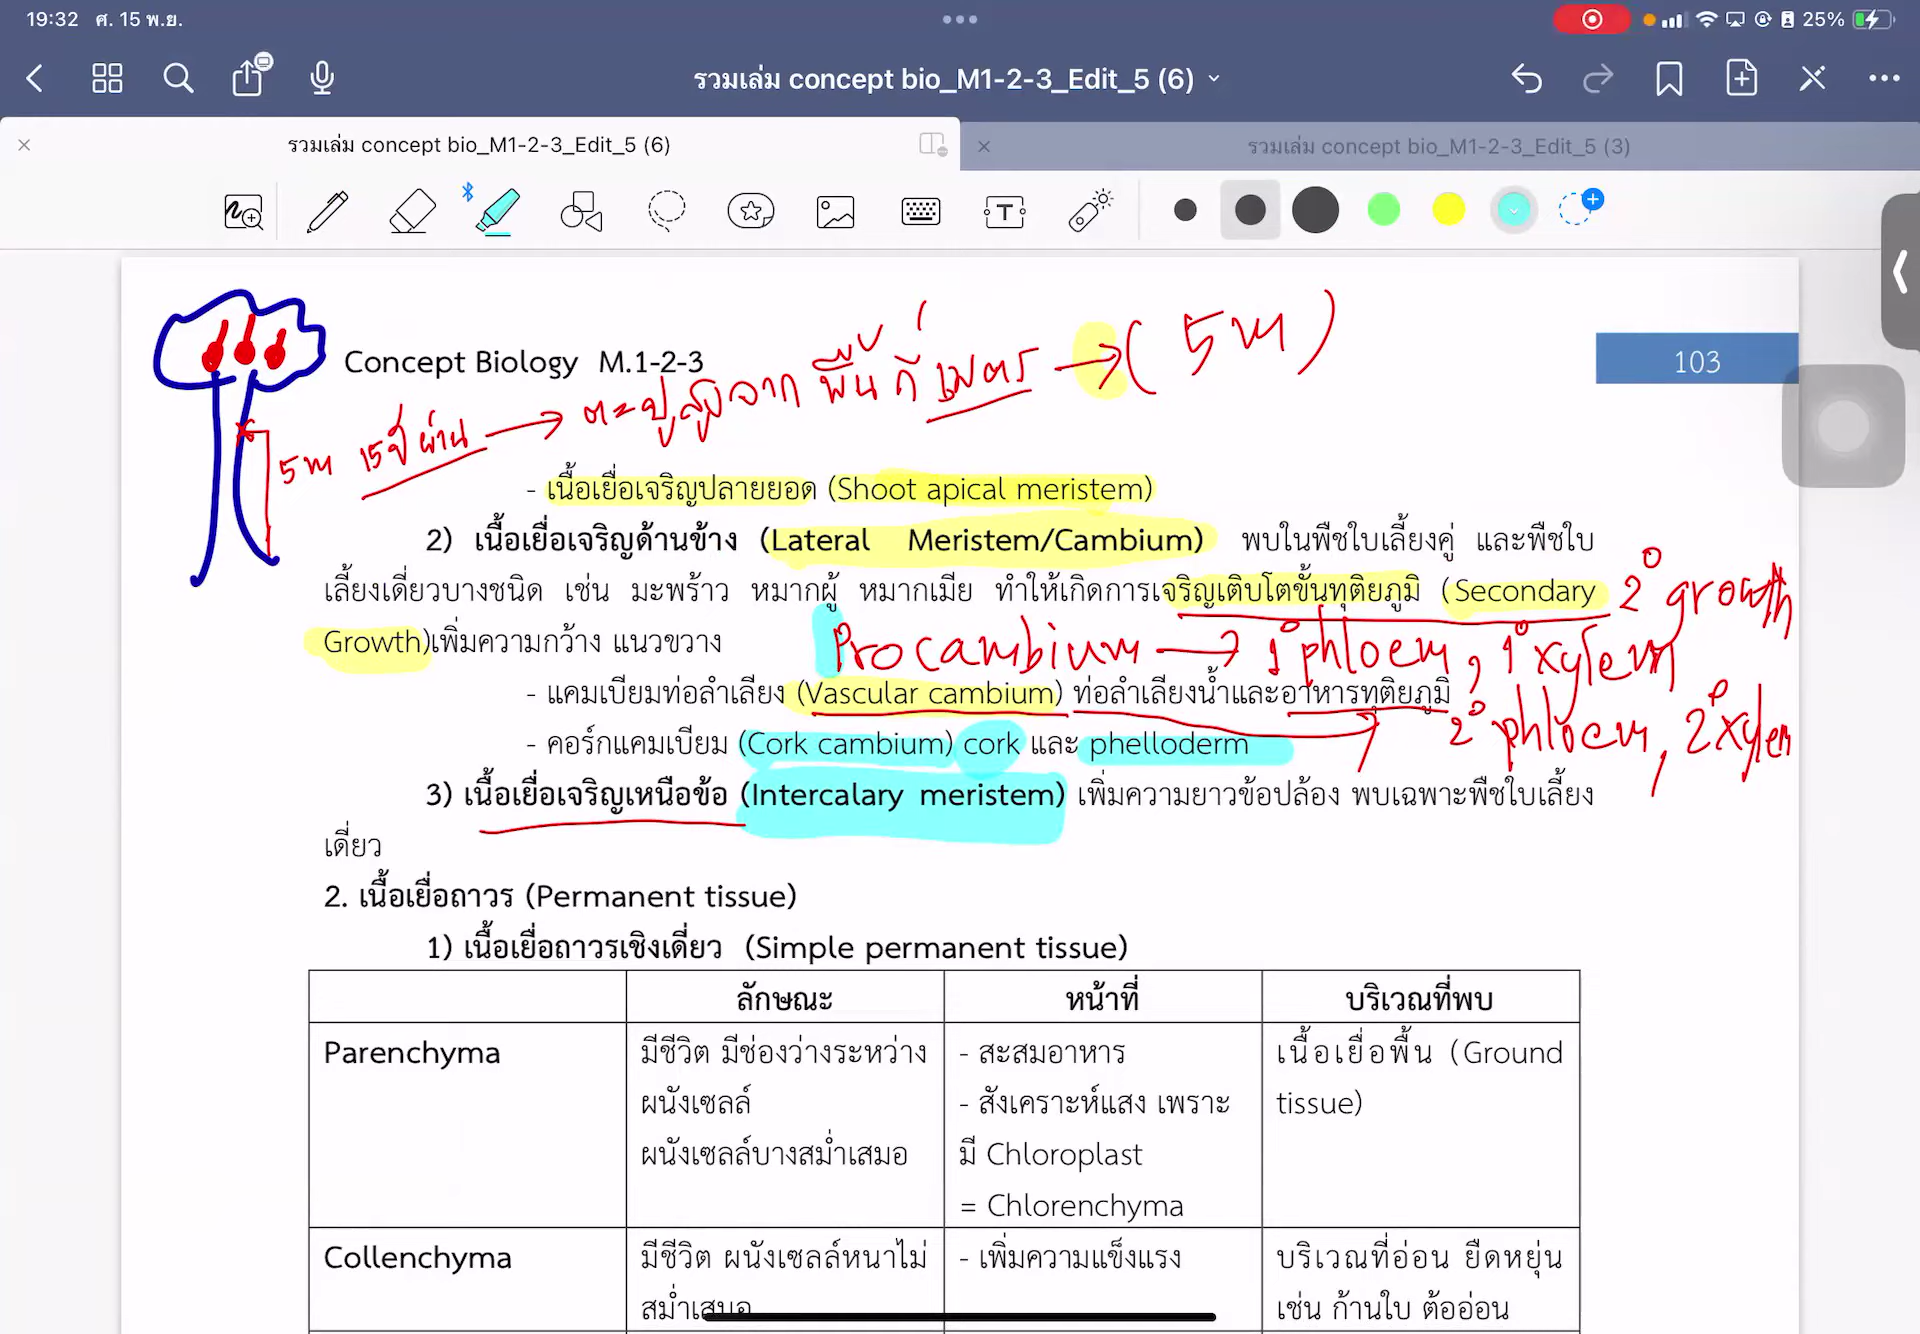 19:32 ศ. 15 พ.ย.
25%
รวมเล่ม concept bio_M1-2-3_Edit_5 (6)
รวมเล่ม concept bio_M1-2-3_Edit_5 (6)
รวมเล่ม concept bio_M1-2-3_Edit_5 (3)
Concept Biology M.1-2-3
103
5m 15ปีผ่าน → ตะปูสูงจากพื้นกี่เมตร → (5m)
- เนื้อเยื่อเจริญปลายยอด (Shoot apical meristem)
2) เนื้อเยื่อเจริญด้านข้าง (Lateral Meristem/Cambium) พบในพืชใบเลี้ยงคู่ และพืชใบ
เลี้ยงเดี่ยวบางชนิด เช่น มะพร้าว หมากผู้ หมากเมีย ทำให้เกิดการเจริญเติบโตขั้นทุติยภูมิ (Secondary
2° growth
Growth)เพิ่มความกว้าง แนวขวาง
Procambium → 1°phloem, 1°xylem
- แคมเบียมท่อลำเลียง (Vascular cambium) ท่อลำเลียงน้ำและอาหารทุติยภูมิ
2°phloem, 2°xylem
- คอร์กแคมเบียม (Cork cambium) cork และ phelloderm
3) เนื้อเยื่อเจริญเหนือข้อ (Intercalary meristem) เพิ่มความยาวข้อปล้อง พบเฉพาะพืชใบเลี้ยง
เดี่ยว
2. เนื้อเยื่อถาวร (Permanent tissue)
1) เนื้อเยื่อถาวรเชิงเดี่ยว (Simple permanent tissue)
ลักษณะ หน้าที่ บริเวณที่พบ
Parenchyma มีชีวิต มีช่องว่างระหว่าง - สะสมอาหาร เนื้อเยื่อพื้น (Ground
ผนังเซลล์ - สังเคราะห์แสง เพราะ tissue)
ผนังเซลล์บางสม่ำเสมอ มี Chloroplast
= Chlorenchyma
Collenchyma มีชีวิต ผนังเซลล์หนาไม่ - เพิ่มความแข็งแรง บริเวณที่อ่อน ยืดหยุ่น
สม่ำเสมอ เช่น ก้านใบ ต้ออ่อน